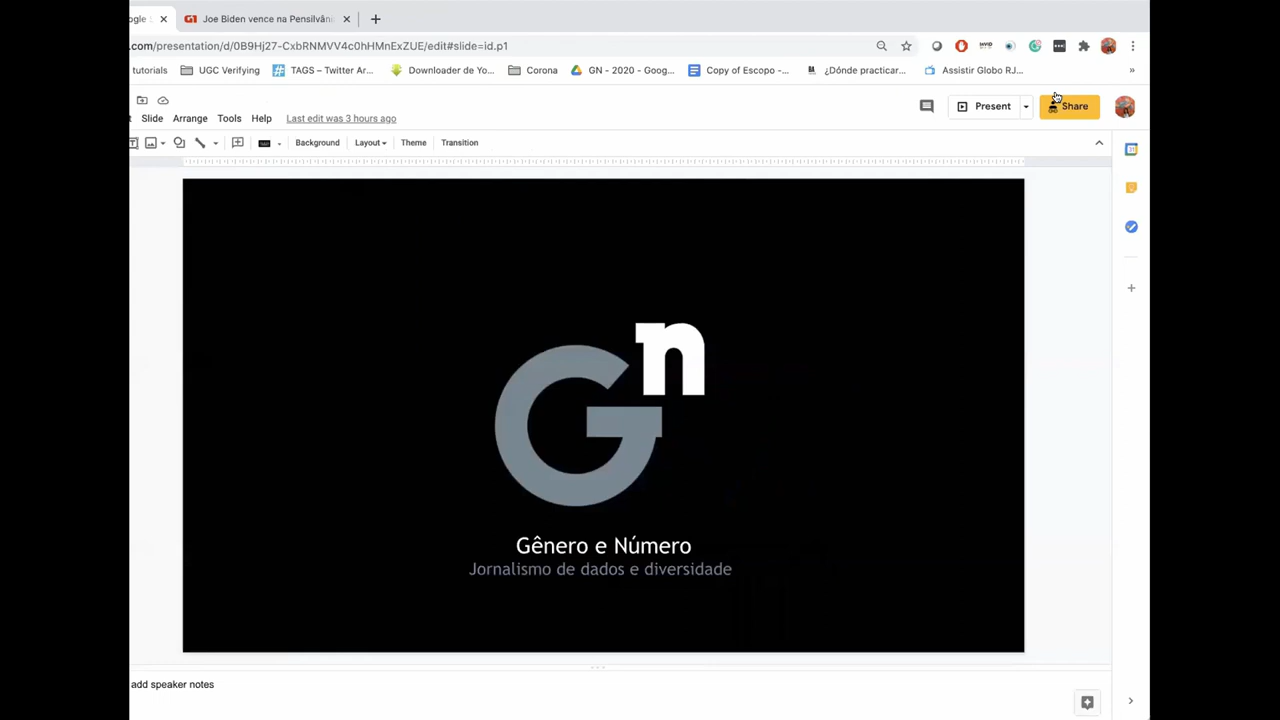 ogle
Joe Biden vence na Pensilvân
.com/presentation/d/0B9Hj27-CxbRNMVV4c0hHMnExZUE/edit#slide=id.p1
tutorials
UGC Verifying
TAGS – Twitter Ar...
Downloader de Yo...
Corona
GN - 2020 - Goog...
Copy of Escopo -...
¿Dónde practicar...
Assistir Globo RJ...
»
Slide
Arrange
Tools
Help
Last edit was 3 hours ago
Present
Share
Background
Layout
Theme
Transition
Gn
Gênero e Número
Jornalismo de dados e diversidade
add speaker notes